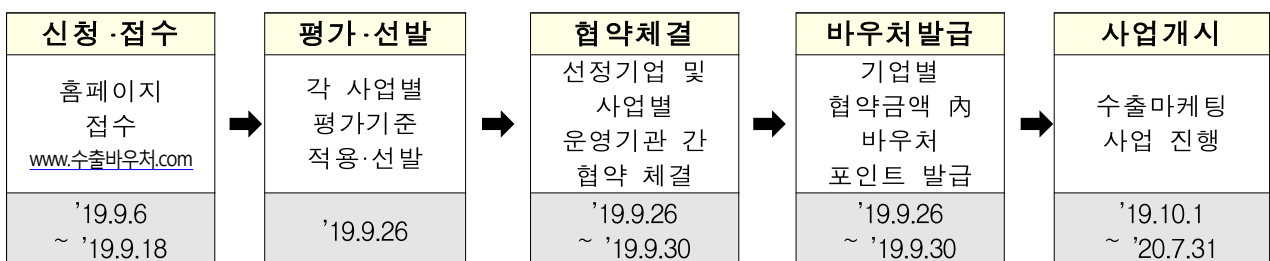 신청·접수
홈페이지
접수
www.수출바우처.com
'19.9.6
~ '19.9.18
평가·선발
각 사업별
평가기준
적용·선발
'19.9.26
협약체결
선정기업 및
사업별
운영기관 간
협약 체결
'19.9.26
~ '19.9.30
바우처발급
기업별
협약금액 內
바우처
포인트 발급
'19.9.26
~ '19.9.30
사업개시
수출마케팅
사업 진행
'19.10.1
~ '20.7.31